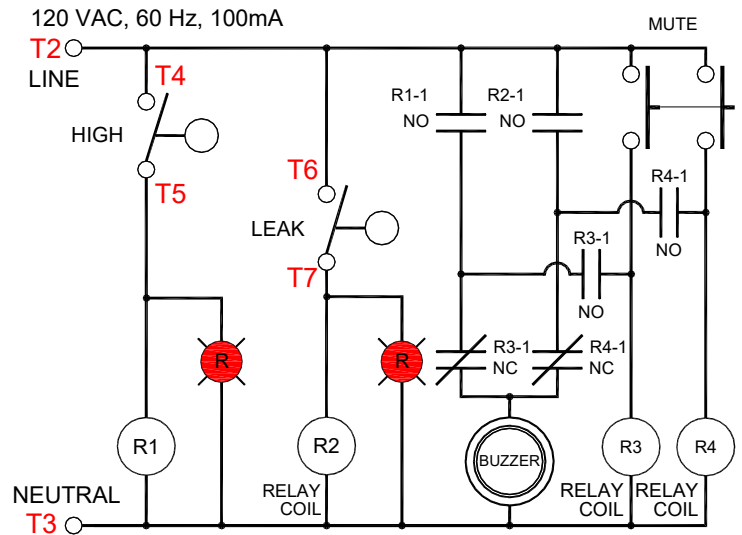 120 VAC, 60 Hz, 100mA
MUTE
T2
LINE
T4
HIGH
T5
R1-1
NO
R2-1
NO
T6
LEAK
T7
R4-1
NO
R3-1
NO
R
R
R3-1
NC
R4-1
NC
R1
R2
BUZZER
R3
R4
RELAY
COIL
RELAY
COIL
RELAY
COIL
NEUTRAL
T3